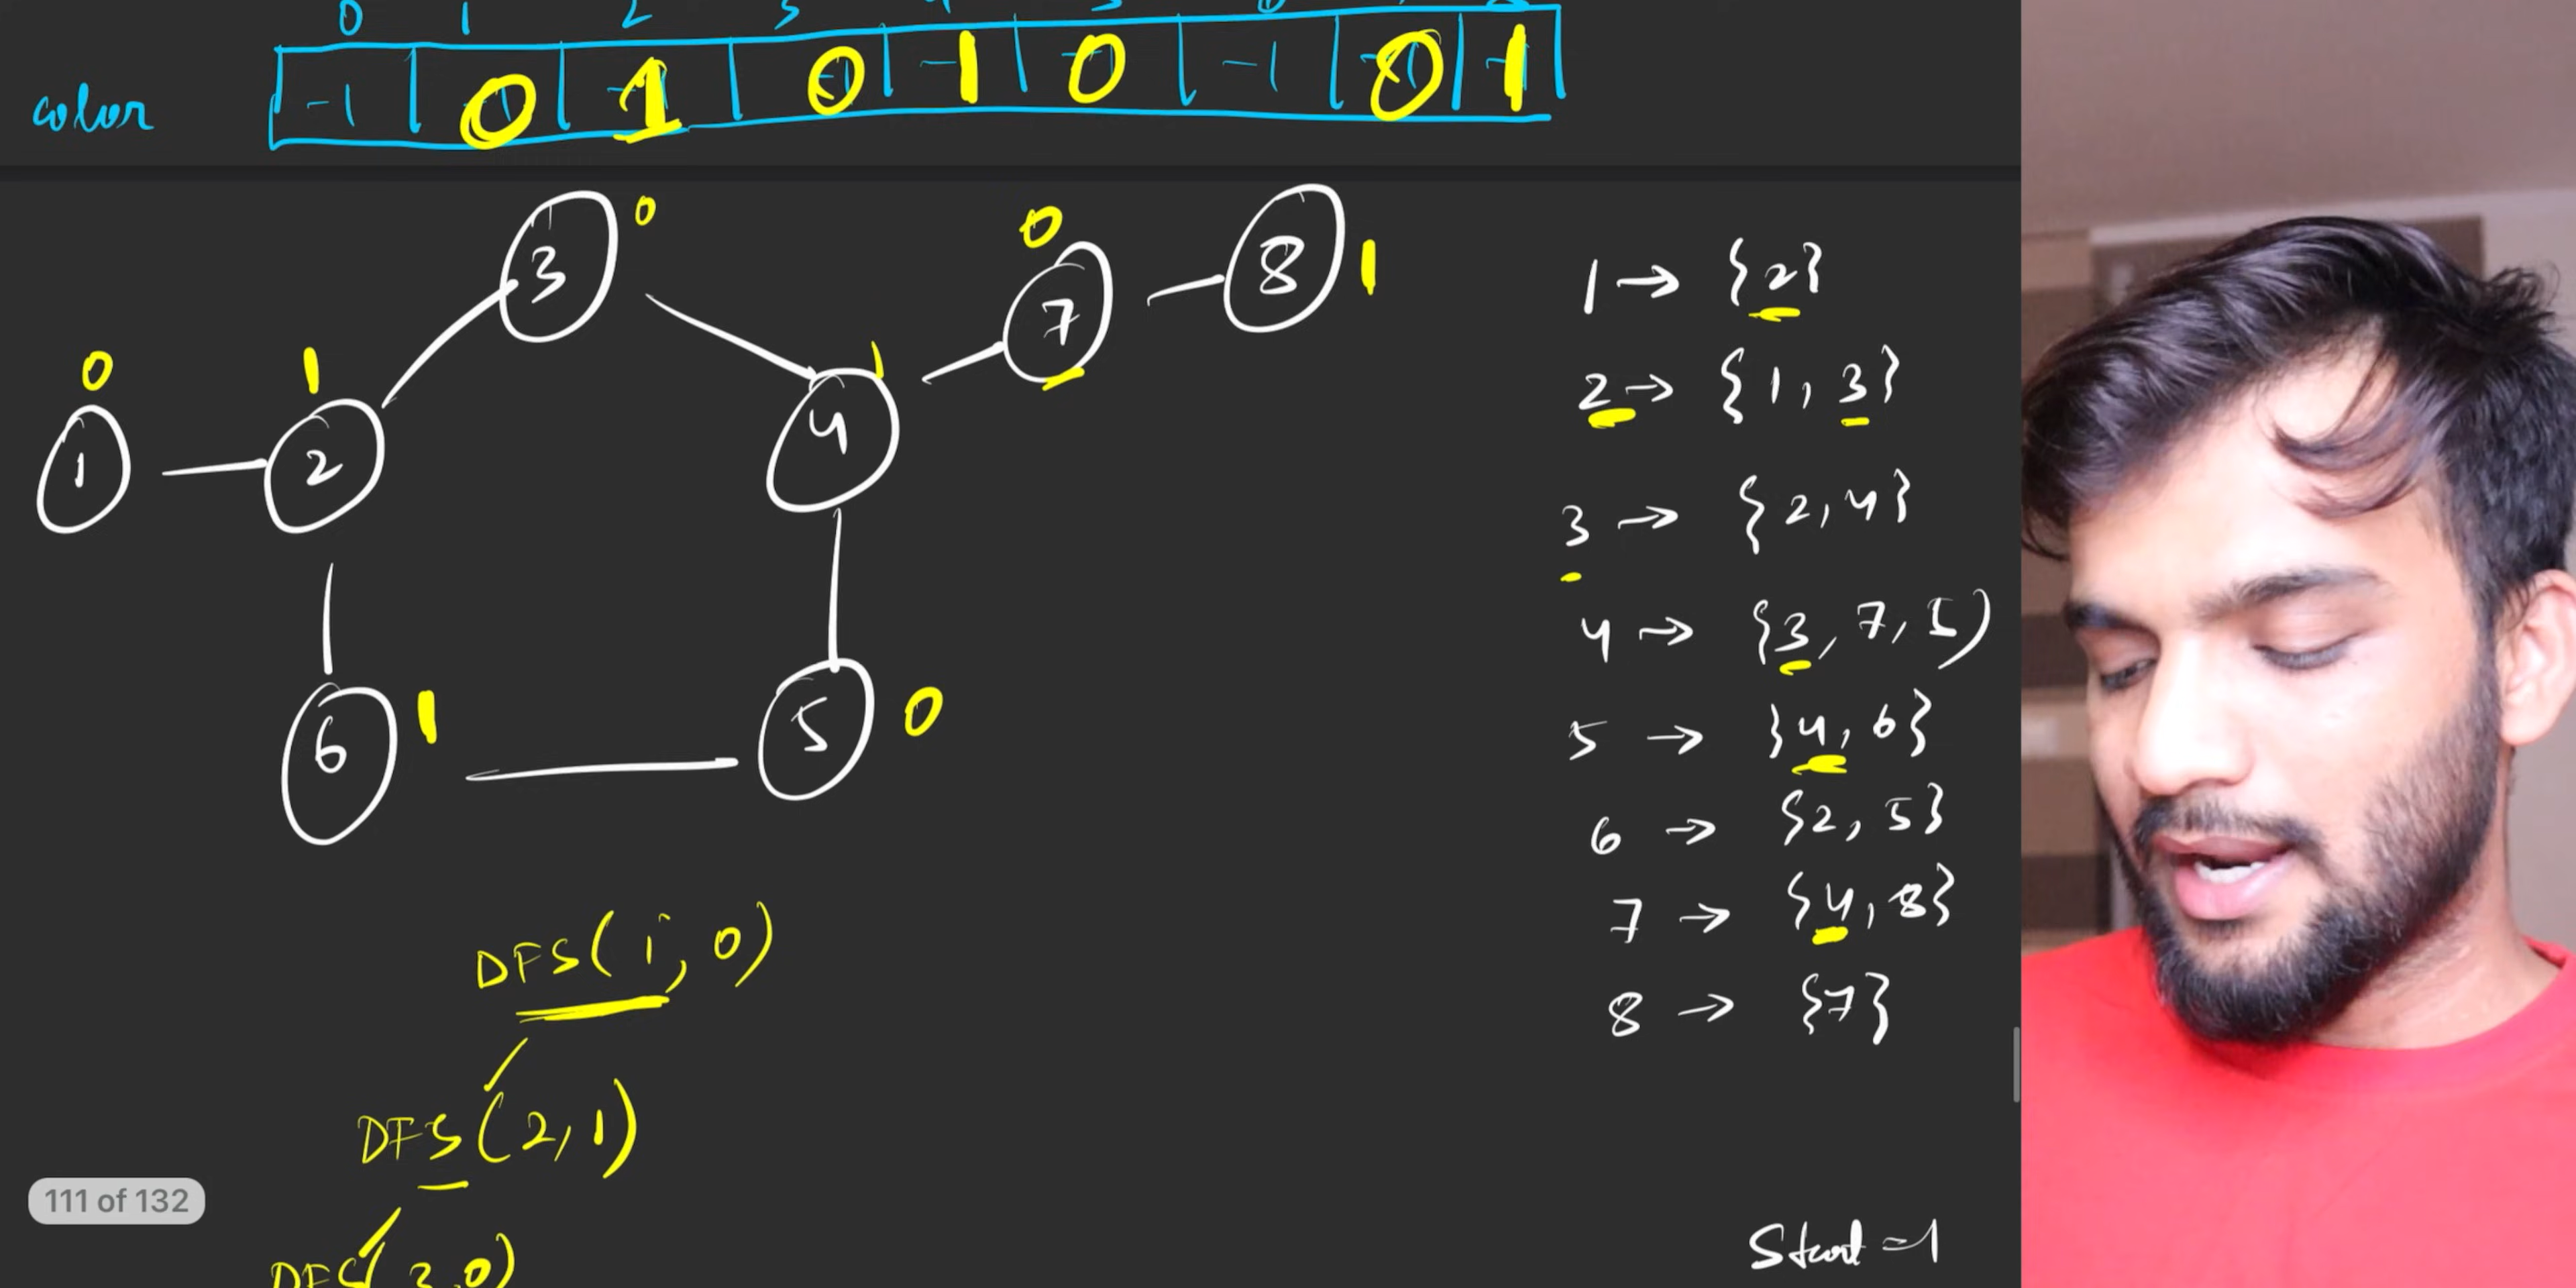 0 1 2 3
color -1 0 1 0 1 0 -1 0 1
3 0
0
7
8 1
0
1
1
2
1
4
6 1
5 0
DFS(1, 0)
DFS(2, 1)
DFS(3, 0)
1 → {2}
2 → {1, 3}
3 → {2, 4}
4 → {3, 7, 5)
5 → }4, 6}
6 → {2, 5}
7 → {4, 8}
8 → {7}
Start = 1
111 of 132